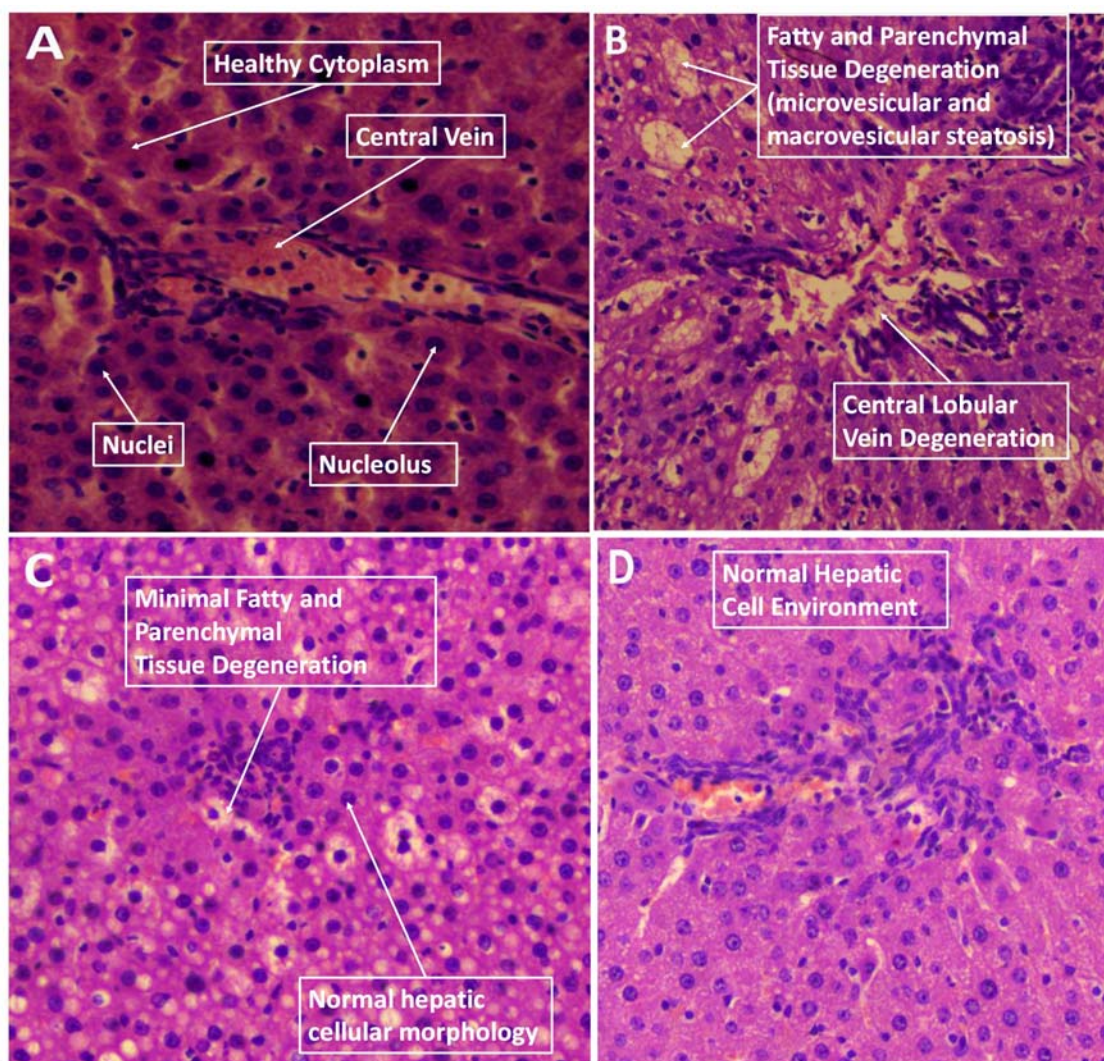 A
Healthy Cytoplasm
Central Vein
Nuclei
Nucleolus
B
Fatty and Parenchymal
Tissue Degeneration
(microvesicular and
macrovesicular steatosis)
Central Lobular
Vein Degeneration
C
Minimal Fatty and
Parenchymal
Tissue Degeneration
Normal hepatic
cellular morphology
D
Normal Hepatic
Cell Environment